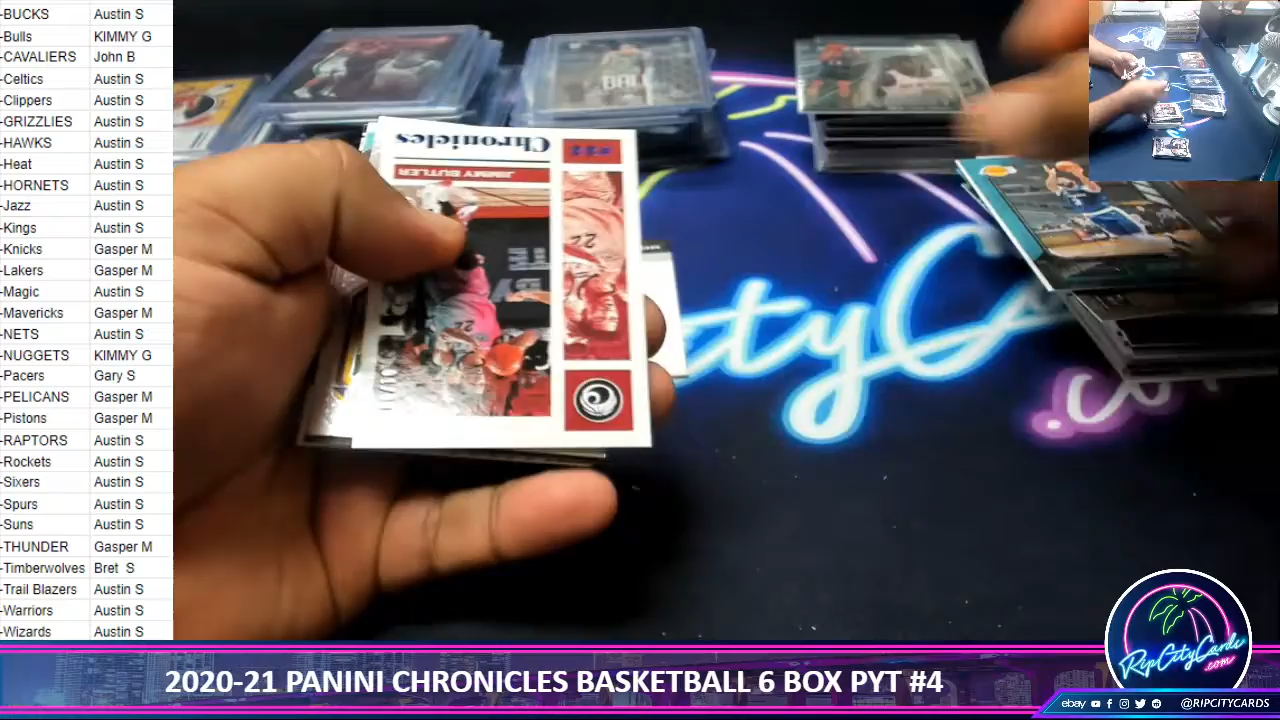 -BUCKS Austin S
-Bulls KIMMY G
-CAVALIERS John B
-Celtics Austin S
-Clippers Austin S
-GRIZZLIES Austin S
-HAWKS Austin S
-Heat Austin S
-HORNETS Austin S
-Jazz Austin S
-Kings Austin S
-Knicks Gasper M
-Lakers Gasper M
-Magic Austin S
-Mavericks Gasper M
-NETS Austin S
-NUGGETS KIMMY G
-Pacers Gary S
-PELICANS Gasper M
-Pistons Gasper M
-RAPTORS Austin S
-Rockets Austin S
-Sixers Austin S
-Spurs Austin S
-Suns Austin S
-THUNDER Gasper M
-Timberwolves Bret S
-Trail Blazers Austin S
-Warriors Austin S
-Wizards Austin S
Chronicles
JIMMY BUTLER
22
BALL
RipCityCards
.com
2020-21 PANINI CHRONICLES BASKETBALL 6 BOX PYT #4
ebay @RIPCITYCARDS